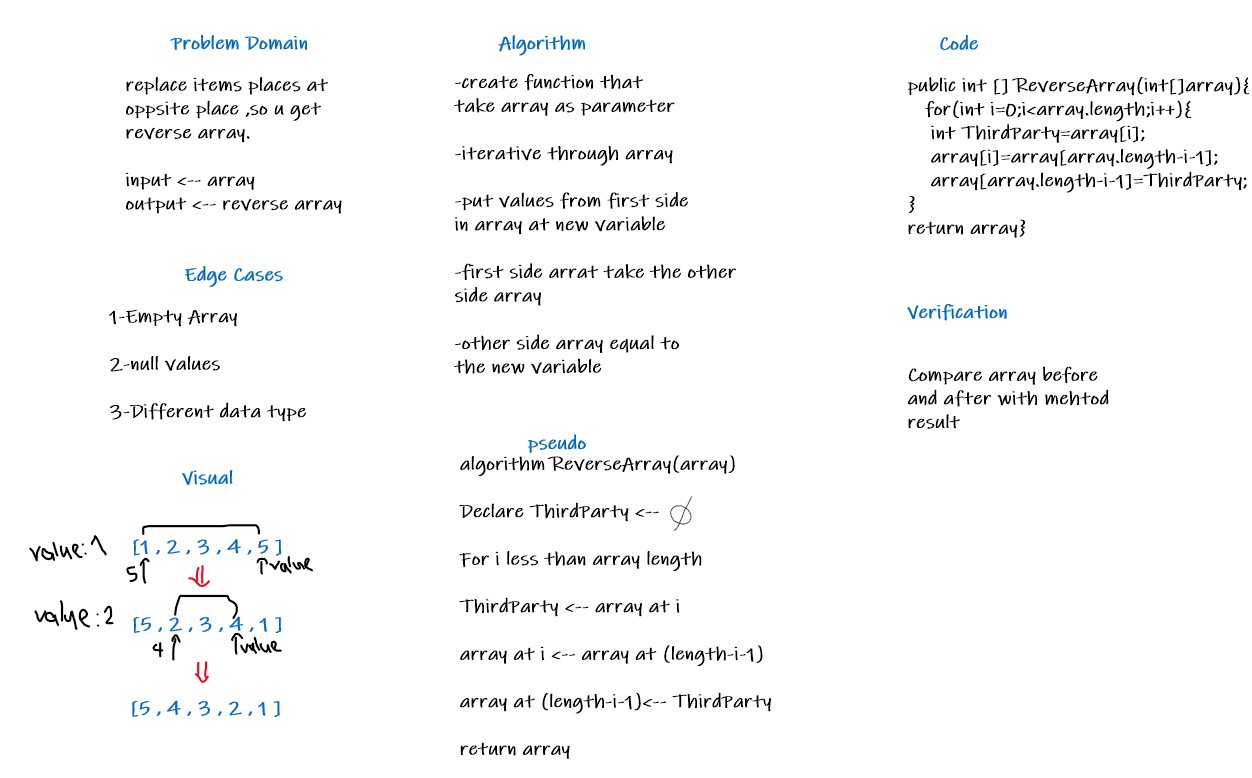 Problem Domain
replace items places at
oppsite place ,so u get
reverse array.
input <-- array
output <-- reverse array
Edge Cases
1-Empty Array
2-null values
3-Different data type
Visual
value:1
[1,2,3,4,5]
5
value
value:2
[5,2,3,4,1]
4
value
[5,4,3,2,1]
Algorithm
-create function that
take array as parameter
-iterative through array
-put values from first side
in array at new variable
-first side arrat take the other
side array
-other side array equal to
the new variable
pseudo
algorithm ReverseArray(array)
Declare ThirdParty <-- ∅
For i less than array length
ThirdParty <-- array at i
array at i <-- array at (length-i-1)
array at (length-i-1)<-- ThirdParty
return array
Code
public int [] ReverseArray(int[]array){
for(int i=0;i<array.length;i++){
int ThirdParty=array[i];
array[i]=array[array.length-i-1];
array[array.length-i-1]=ThirdParty;
}
return array}
Verification
Compare array before
and after with mehtod
result